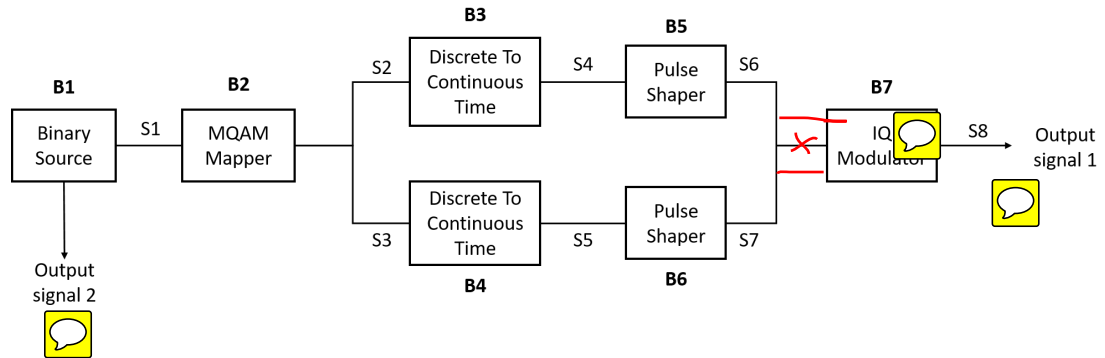 B1
Binary
Source
S1
B2
MQAM
Mapper
S2
S3
B3
Discrete To
Continuous
Time
Discrete To
Continuous
Time
B4
S4
S5
B5
Pulse
Shaper
Pulse
Shaper
B6
S6
S7
B7
IQ
Modulator
S8
Output
signal 1
Output
signal 2